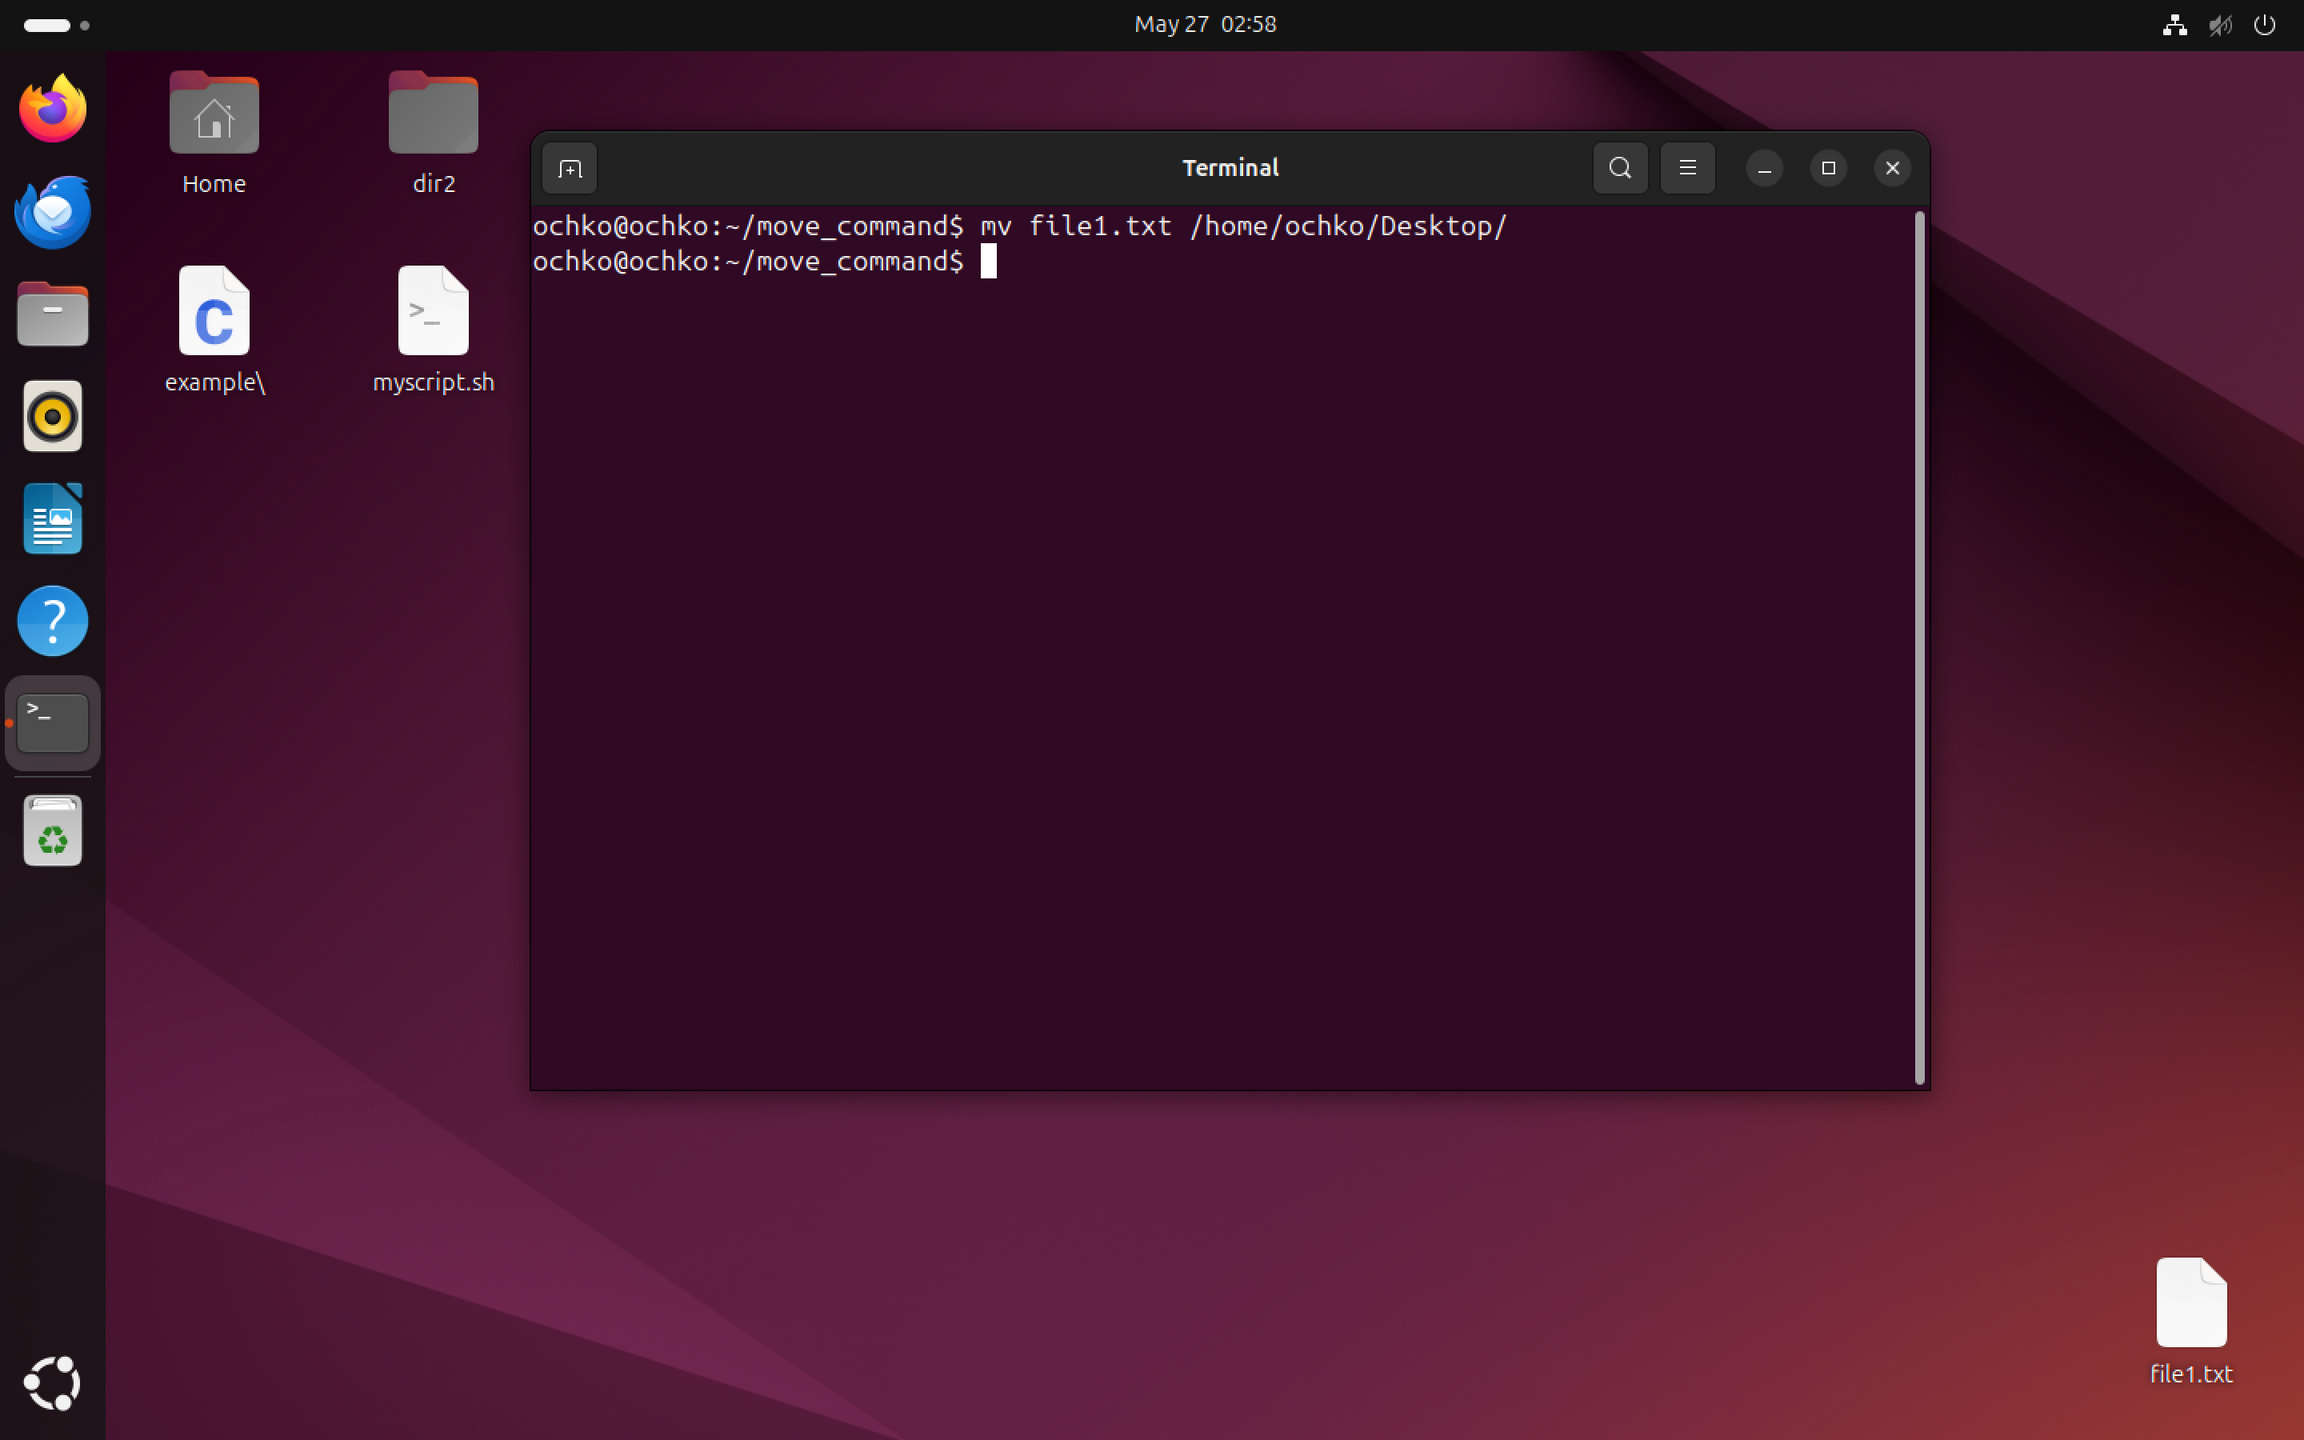 May 27 02:58
Home
dir2
example\
myscript.sh
Terminal
ochko@ochko:~/move_command$ mv file1.txt /home/ochko/Desktop/
ochko@ochko:~/move_command$
file1.txt